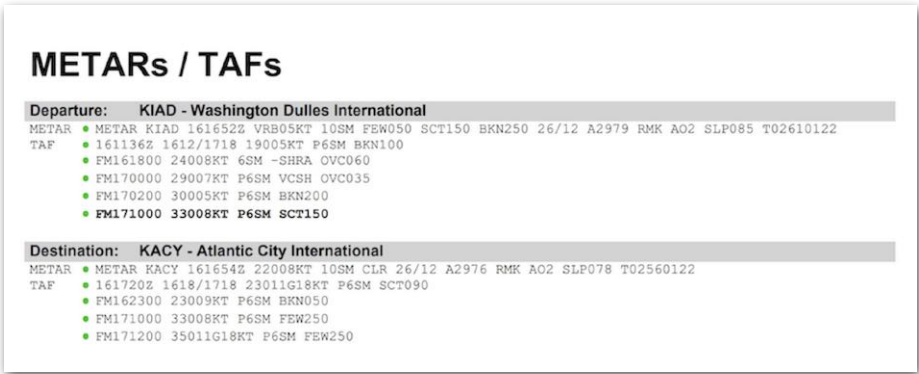 METARs / TAFs
Departure: KIAD - Washington Dulles International
METAR ● METAR KIAD 161652Z VRB05KT 10SM FEW050 SCT150 BKN250 26/12 A2979 RMK AO2 SLP085 T02610122
TAF ● 161136Z 1612/1718 19005KT P6SM BKN100
● FM161800 24008KT 6SM -SHRA OVC060
● FM170000 29007KT P6SM VCSH OVC035
● FM170200 30005KT P6SM BKN200
● FM171000 33008KT P6SM SCT150
Destination: KACY - Atlantic City International
METAR ● METAR KACY 161654Z 22008KT 10SM CLR 26/12 A2976 RMK AO2 SLP078 T02560122
TAF ● 161720Z 1618/1718 23011G18KT P6SM SCT090
● FM162300 23009KT P6SM BKN050
● FM171000 33008KT P6SM FEW250
● FM171200 35011G18KT P6SM FEW250